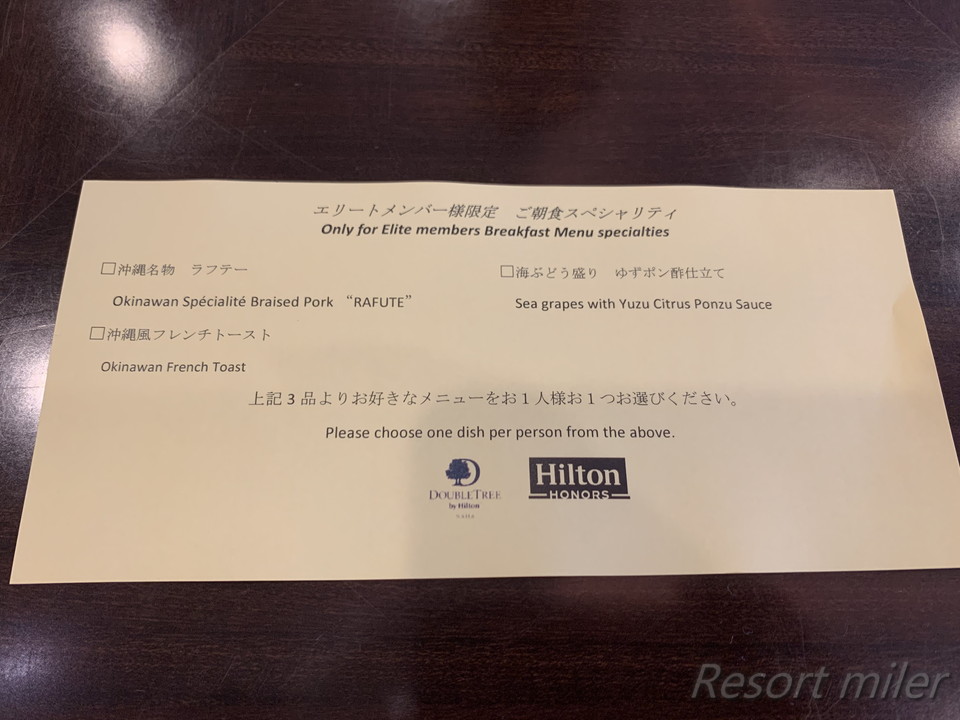 エリートメンバー様限定　ご朝食スペシャリティ
Only for Elite members Breakfast Menu specialties
□沖縄名物　ラフテー
Okinawan Spécialité Braised Pork “RAFUTE”
□海ぶどう盛り　ゆずポン酢仕立て
Sea grapes with Yuzu Citrus Ponzu Sauce
□沖縄風フレンチトースト
Okinawan French Toast
上記3品よりお好きなメニューをお1人様お1つお選びください。
Please choose one dish per person from the above.
DOUBLETREE
by Hilton
NAHA
Hilton
HONORS
Resort miler